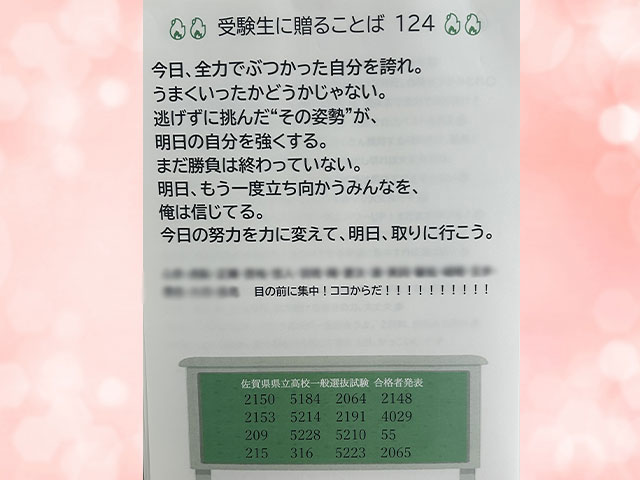 受験生に贈ることば 124
今日、全力でぶつかった自分を誇れ。
うまくいったかどうかじゃない。
逃げずに挑んだ“その姿勢”が、
明日の自分を強くする。
まだ勝負は終わっていない。
明日、もう一度立ち向かうみんなを、
俺は信じてる。
今日の努力を力に変えて、明日、取りに行こう。
目の前に集中！ココからだ！！！！！！！！！！
佐賀県県立高校一般選抜試験 合格者発表
2150 5184 2064 2148
2153 5214 2191 4029
209 5228 5210 55
215 316 5223 2065